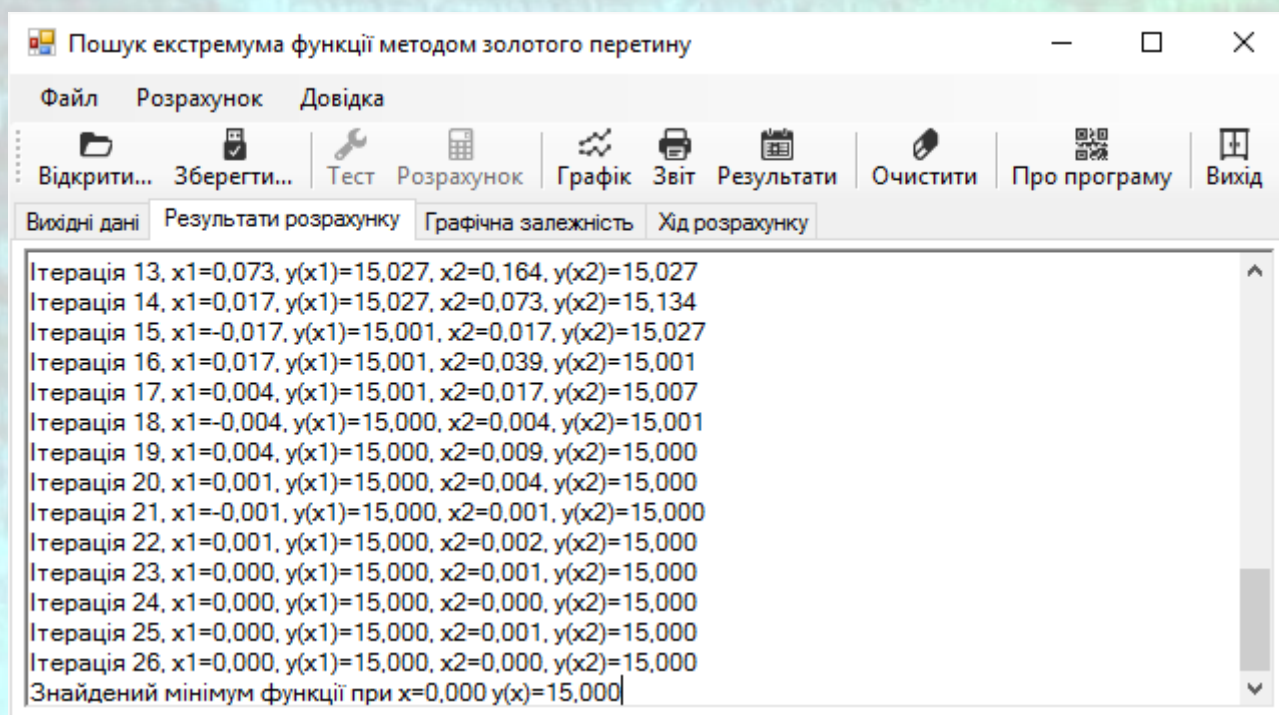 Пошук екстремума функції методом золотого перетину
Файл Розрахунок Довідка
Відкрити... Зберегти... Тест Розрахунок Графік Звіт Результати Очистити Про програму Вихід
Вихідні дані Результати розрахунку Графічна залежність Хід розрахунку
Ітерація 13, x1=0,073, y(x1)=15,027, x2=0,164, y(x2)=15,027
Ітерація 14, x1=0,017, y(x1)=15,027, x2=0,073, y(x2)=15,134
Ітерація 15, x1=-0,017, y(x1)=15,001, x2=0,017, y(x2)=15,027
Ітерація 16, x1=0,017, y(x1)=15,001, x2=0,039, y(x2)=15,001
Ітерація 17, x1=0,004, y(x1)=15,001, x2=0,017, y(x2)=15,007
Ітерація 18, x1=-0,004, y(x1)=15,000, x2=0,004, y(x2)=15,001
Ітерація 19, x1=0,004, y(x1)=15,000, x2=0,009, y(x2)=15,000
Ітерація 20, x1=0,001, y(x1)=15,000, x2=0,004, y(x2)=15,000
Ітерація 21, x1=-0,001, y(x1)=15,000, x2=0,001, y(x2)=15,000
Ітерація 22, x1=0,001, y(x1)=15,000, x2=0,002, y(x2)=15,000
Ітерація 23, x1=0,000, y(x1)=15,000, x2=0,001, y(x2)=15,000
Ітерація 24, x1=0,000, y(x1)=15,000, x2=0,000, y(x2)=15,000
Ітерація 25, x1=0,000, y(x1)=15,000, x2=0,001, y(x2)=15,000
Ітерація 26, x1=0,000, y(x1)=15,000, x2=0,000, y(x2)=15,000
Знайдений мінімум функції при x=0,000 y(x)=15,000